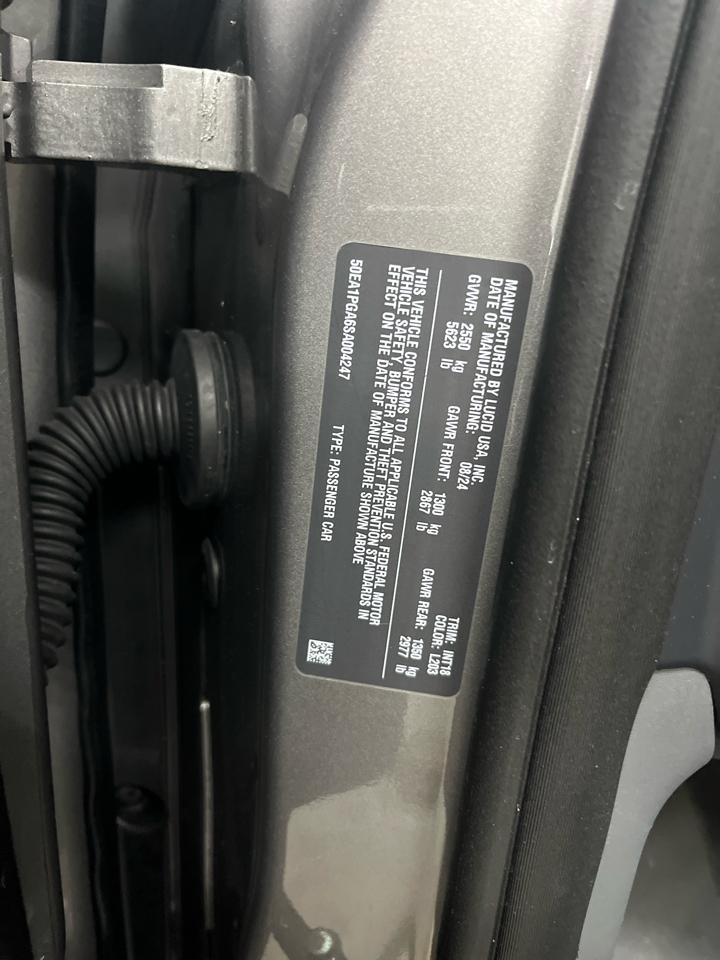 MANUFACTURED BY LUCID USA, INC.
DATE OF MANUFACTURING: 08/24
TRIM: INT18
COLOR: L203
GVWR: 2550 kg
5623 lb
GAWR FRONT: 1300 kg
2867 lb
GAWR REAR: 1350 kg
2977 lb
THIS VEHICLE CONFORMS TO ALL APPLICABLE U.S. FEDERAL MOTOR
VEHICLE SAFETY, BUMPER AND THEFT PREVENTION STANDARDS IN
EFFECT ON THE DATE OF MANUFACTURE SHOWN ABOVE
50EA1PGA6SA004247 TYPE: PASSENGER CAR